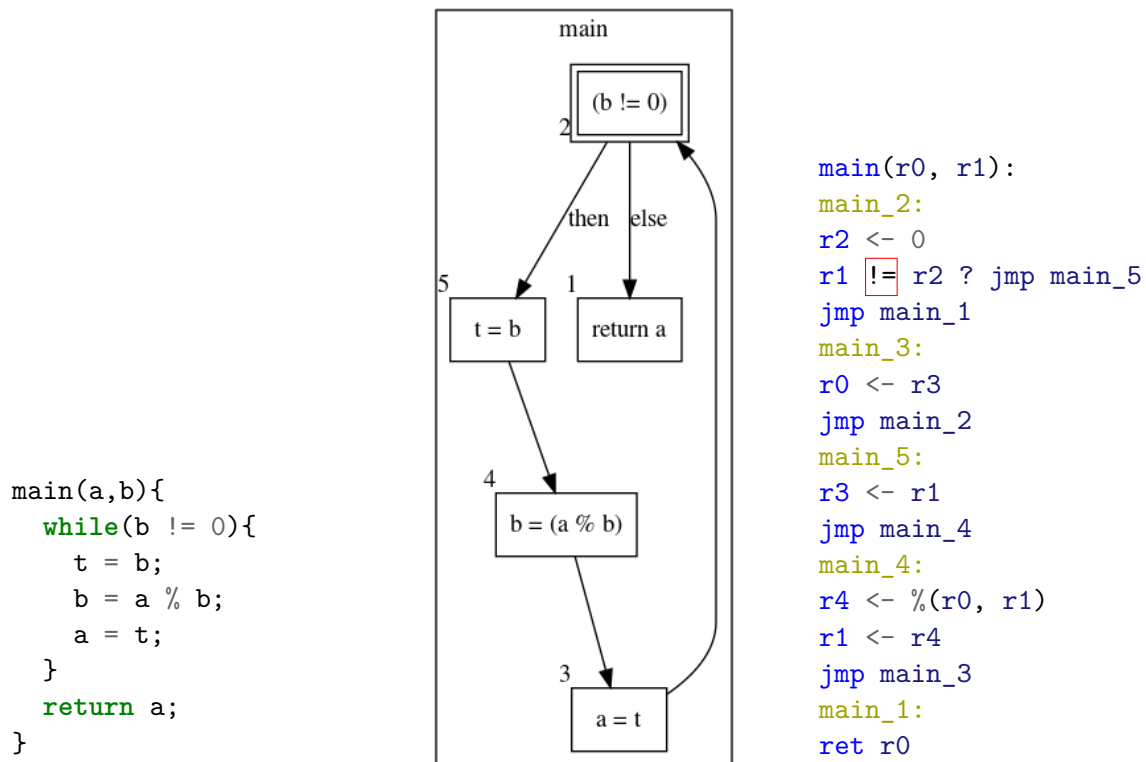 main(a,b){
  while(b != 0){
    t = b;
    b = a % b;
    a = t;
  }
  return a;
}
main
(b != 0)
2
then
else
5
1
t = b
return a
4
b = (a % b)
3
a = t
main(r0, r1):
main_2:
r2 <- 0
r1 != r2 ? jmp main_5
jmp main_1
main_3:
r0 <- r3
jmp main_2
main_5:
r3 <- r1
jmp main_4
main_4:
r4 <- %(r0, r1)
r1 <- r4
jmp main_3
main_1:
ret r0